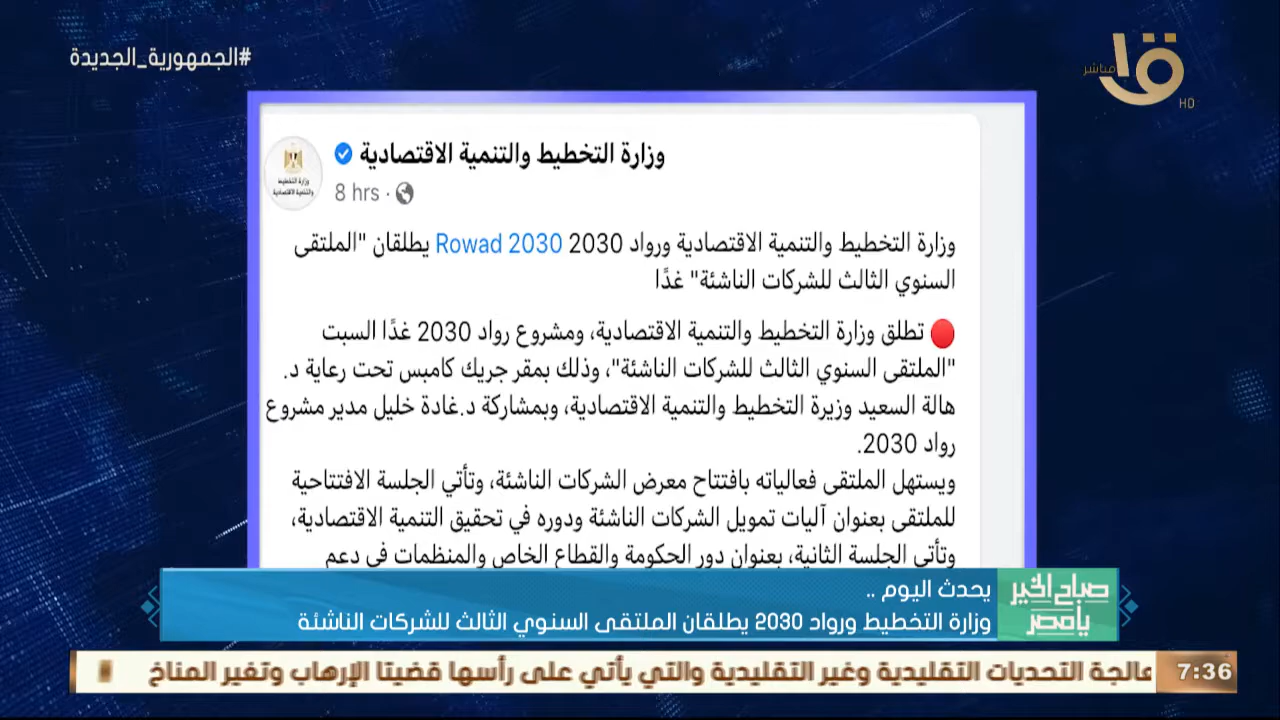 #الجمهورية_الجديدة
مباشر
HD
وزارة التخطيط والتنمية الاقتصادية
8 hrs ·
وزارة التخطيط والتنمية الاقتصادية
وزارة التخطيط والتنمية الاقتصادية ورواد 2030 Rowad 2030 يطلقان "الملتقى
السنوي الثالث للشركات الناشئة" غدًا
تطلق وزارة التخطيط والتنمية الاقتصادية، ومشروع رواد 2030 غدًا السبت
"الملتقى السنوي الثالث للشركات الناشئة"، وذلك بمقر جريك كامبس تحت رعاية د.
هالة السعيد وزيرة التخطيط والتنمية الاقتصادية، وبمشاركة د.غادة خليل مدير مشروع
رواد 2030.
ويستهل الملتقى فعالياته بافتتاح معرض الشركات الناشئة، وتأتي الجلسة الافتتاحية
للملتقى بعنوان آليات تمويل الشركات الناشئة ودوره في تحقيق التنمية الاقتصادية،
وتأتي الجلسة الثانية، بعنوان دور الحكومة والقطاع الخاص والمنظمات في دعم
صباح الخير
يا مصر
يحدث اليوم ..
وزارة التخطيط ورواد 2030 يطلقان الملتقى السنوي الثالث للشركات الناشئة
7:36
عالجة التحديات التقليدية وغير التقليدية والتي يأتي على رأسها قضيتا الإرهاب وتغير المناخ